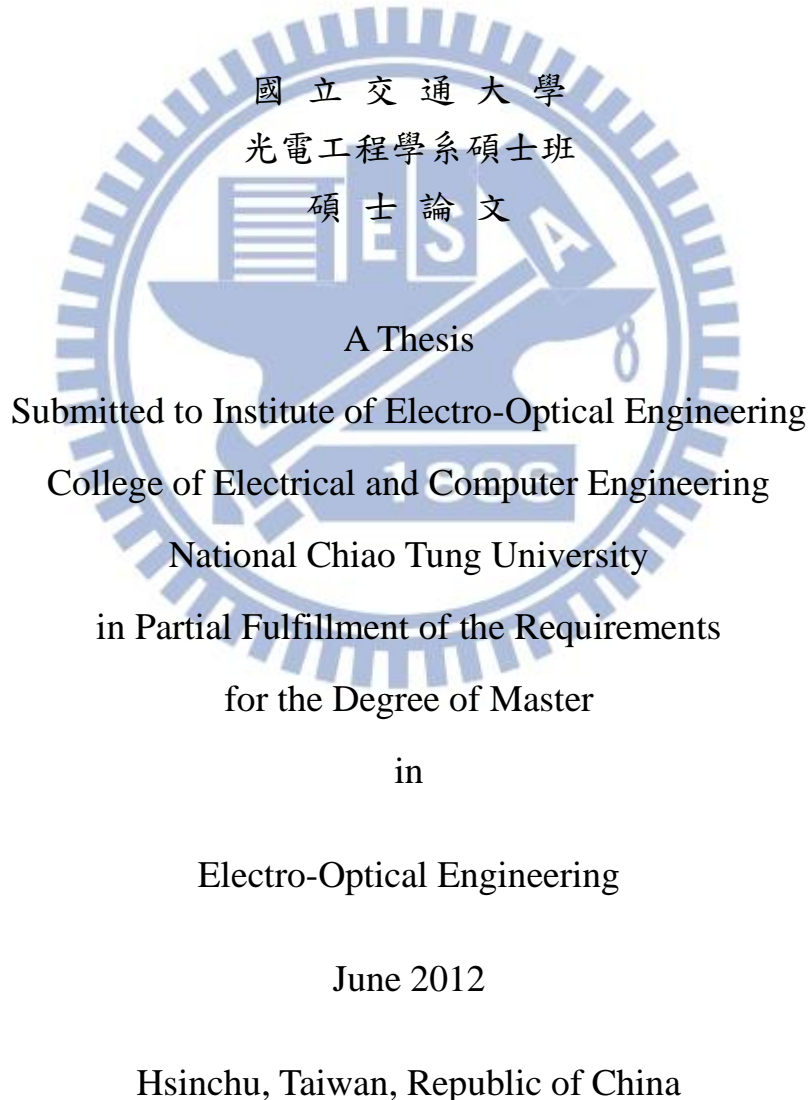 國 立 交 通 大 學
光電工程學系碩士班
碩 士 論 文
E S A
A Thesis
Submitted to Institute of Electro-Optical Engineering
College of Electrical and Computer Engineering
1896
National Chiao Tung University
in Partial Fulfillment of the Requirements
for the Degree of Master
in
Electro-Optical Engineering
June 2012
Hsinchu, Taiwan, Republic of China